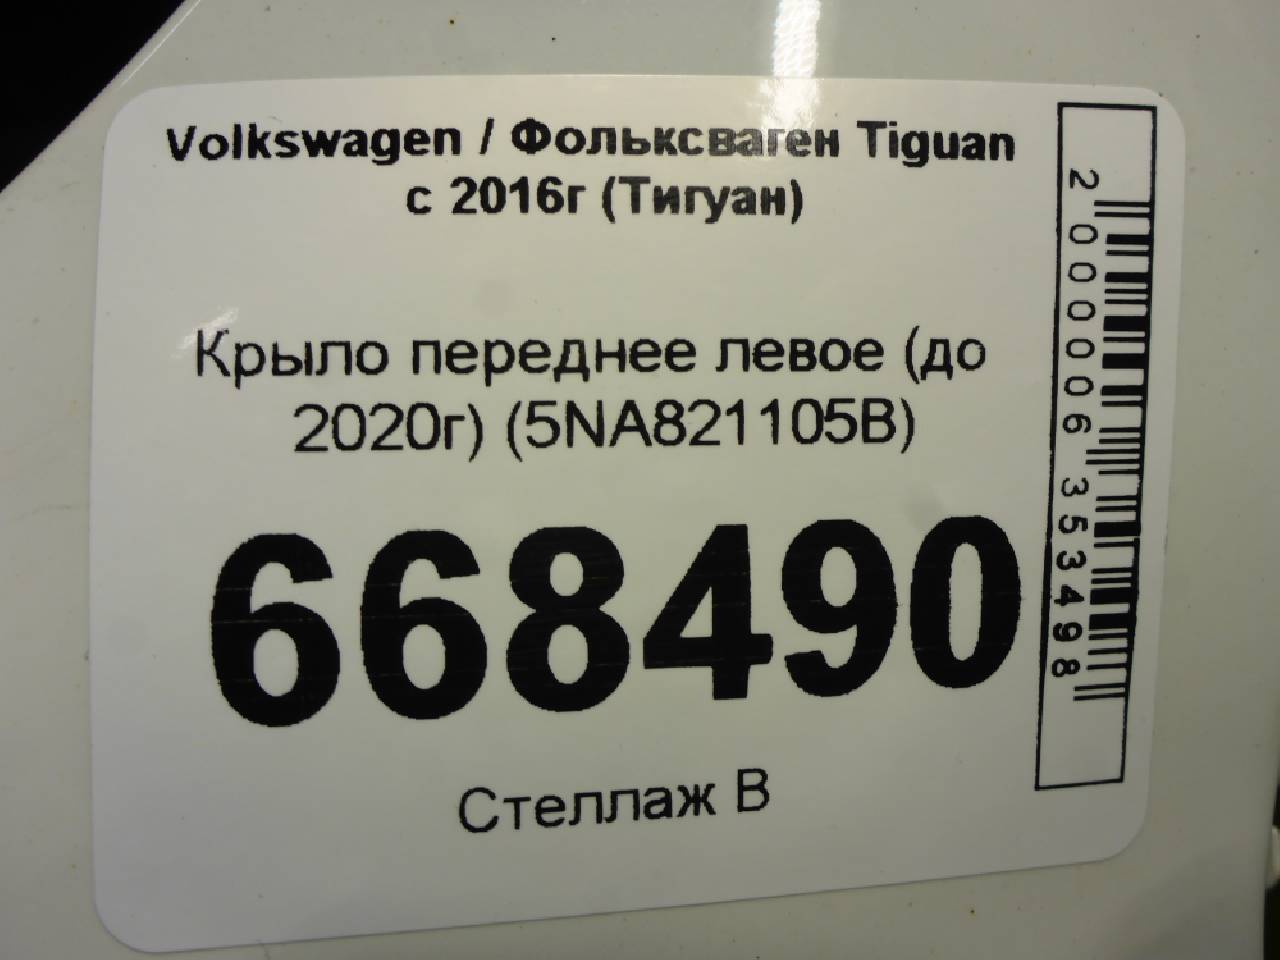 Volkswagen / Фольксваген Tiguan
с 2016г (Тигуан)
Крыло переднее левое (до
2020г) (5NA821105B)
668490
Стеллаж В
2000006353498